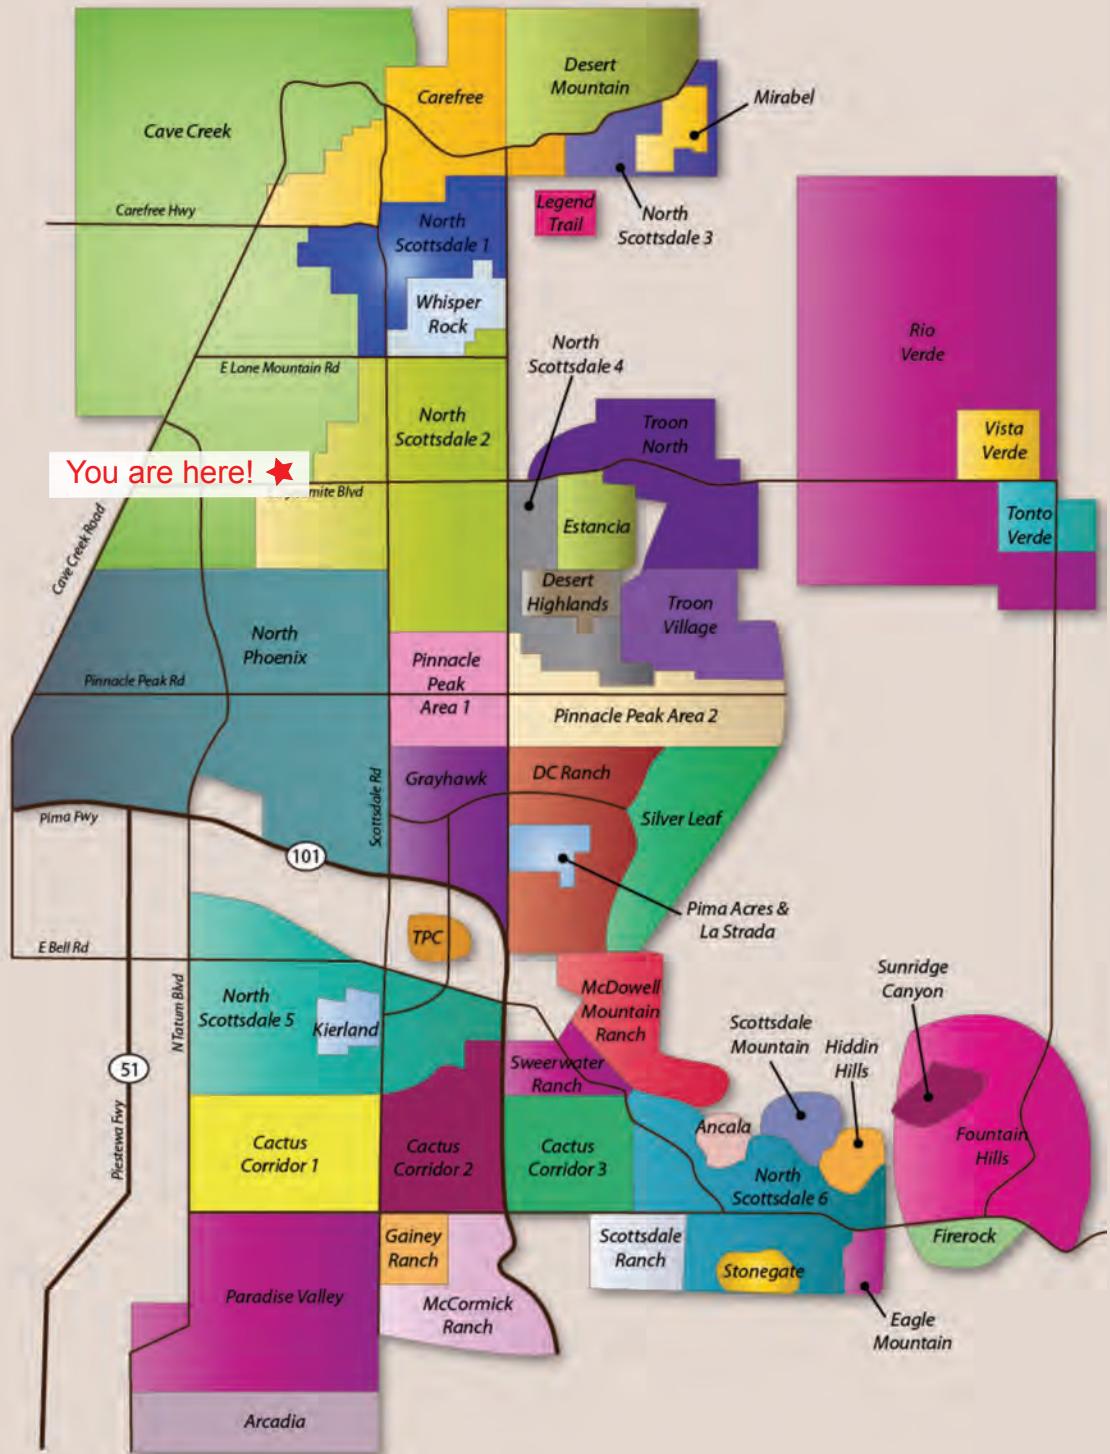 Desert
Mountain
Carefree
Mirabel
Cave Creek
Carefree Hwy
Legend
Trail
North
Scottsdale 3
North
Scottsdale 1
Whisper
Rock
North
Scottsdale 4
Rio
Verde
E Lone Mountain Rd
North
Scottsdale 2
Troon
North
Vista
Verde
You are here!
mite Blvd
Cave Creek Road
Estancia
Tonto
Verde
Desert
Highlands
Troon
Village
North
Phoenix
Pinnacle
Peak
Area 1
Pinnacle Peak Rd
Pinnacle Peak Area 2
Grayhawk
DC Ranch
Scottsdale Rd
Silver Leaf
Pima Fwy
101
Pima Acres &
La Strada
TPC
E Bell Rd
McDowell
Mountain
Ranch
Sunridge
Canyon
North
Scottsdale 5
Kierland
N Tatum Blvd
Scottsdale
Mountain
Hiddin
Hills
51
Sweerwater
Ranch
Piestewa Fwy
Ancala
Cactus
Corridor 1
Cactus
Corridor 2
Cactus
Corridor 3
Fountain
Hills
North
Scottsdale 6
Gainey
Ranch
Scottsdale
Ranch
Firerock
Stonegate
Paradise Valley
McCormick
Ranch
Eagle
Mountain
Arcadia